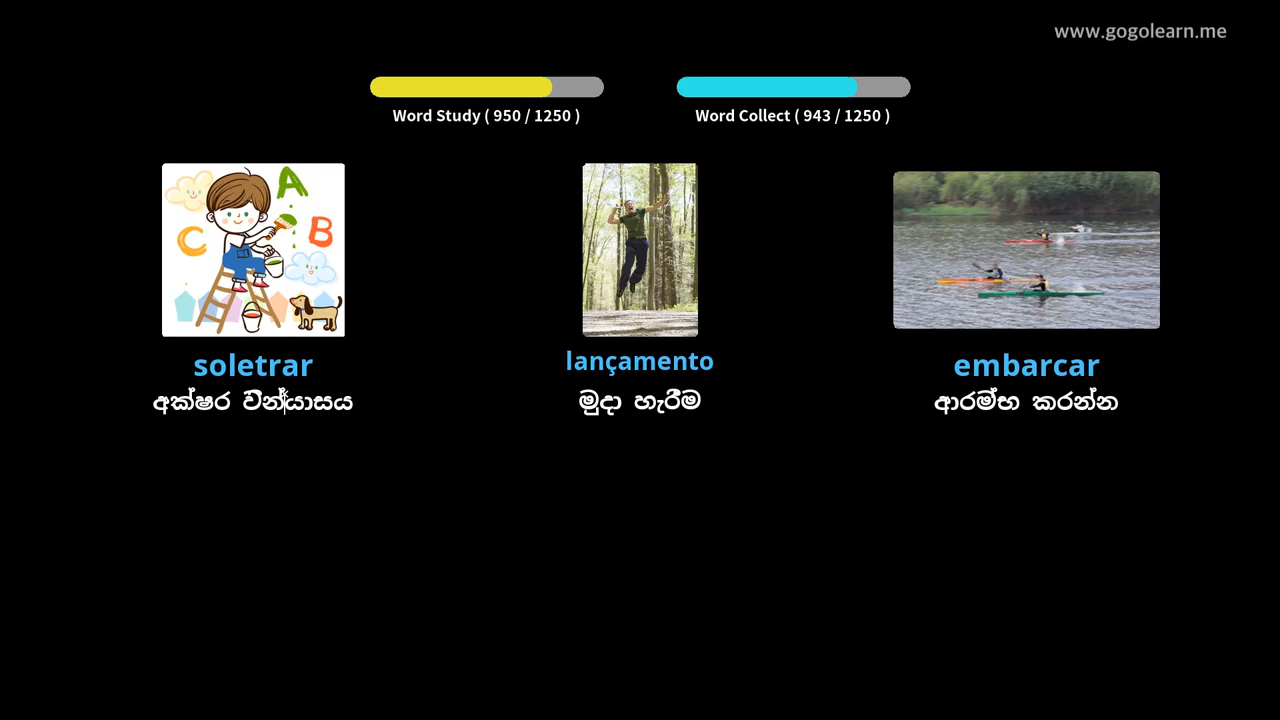 www.gogolearn.me
Word Study ( 950 / 1250 )
Word Collect ( 943 / 1250 )
A
B
C
soletrar
lançamento
embarcar
අක්ෂර වින්‍යාසය
මුදා හැරීම
ආරම්භ කරන්න